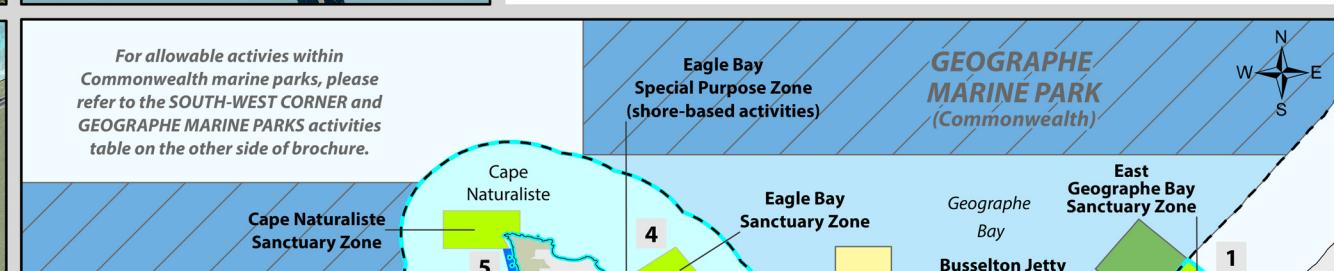 For allowable activies within
Commonwealth marine parks, please
refer to the SOUTH-WEST CORNER and
GEOGRAPHE MARINE PARKS activities
table on the other side of brochure.
Eagle Bay
Special Purpose Zone
(shore-based activities)
GEOGRAPHE
MARINE PARK
(Commonwealth)
N
W
E
S
Cape
Naturaliste
Cape Naturaliste
Sanctuary Zone
5
4
Eagle Bay
Sanctuary Zone
Geographe
Bay
East
Geographe Bay
Sanctuary Zone
Busselton Jetty
1